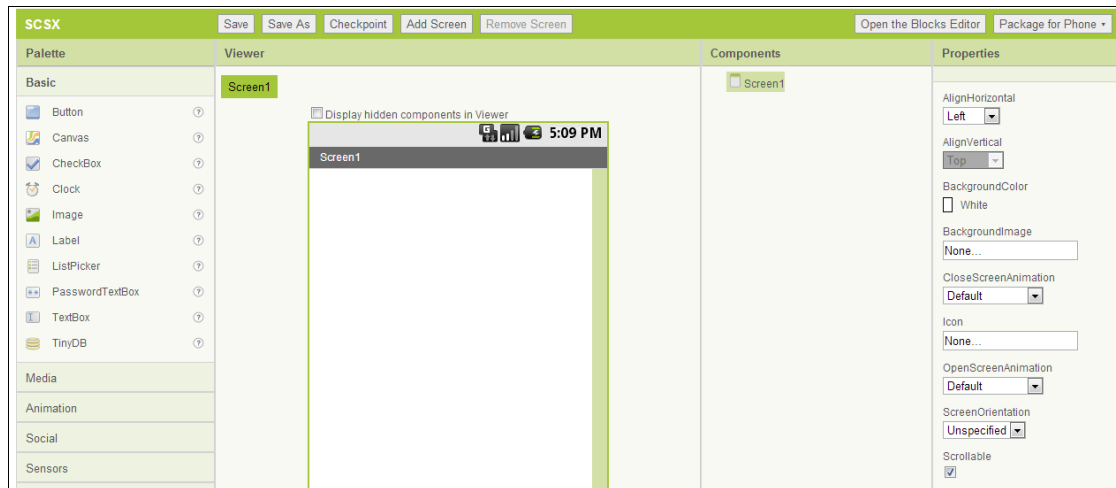 SCSX Save Save As Checkpoint Add Screen Remove Screen Open the Blocks Editor Package for Phone
Palette
Basic
Button ?
Canvas ?
CheckBox ?
Clock ?
Image ?
Label ?
ListPicker ?
PasswordTextBox ?
TextBox ?
TinyDB ?
Media
Animation
Social
Sensors
Viewer
Screen1
Display hidden components in Viewer
G 5:09 PM
Screen1
Components
Screen1
Properties
AlignHorizontal
Left
AlignVertical
Top
BackgroundColor
White
BackgroundImage
None...
CloseScreenAnimation
Default
Icon
None...
OpenScreenAnimation
Default
ScreenOrientation
Unspecified
Scrollable